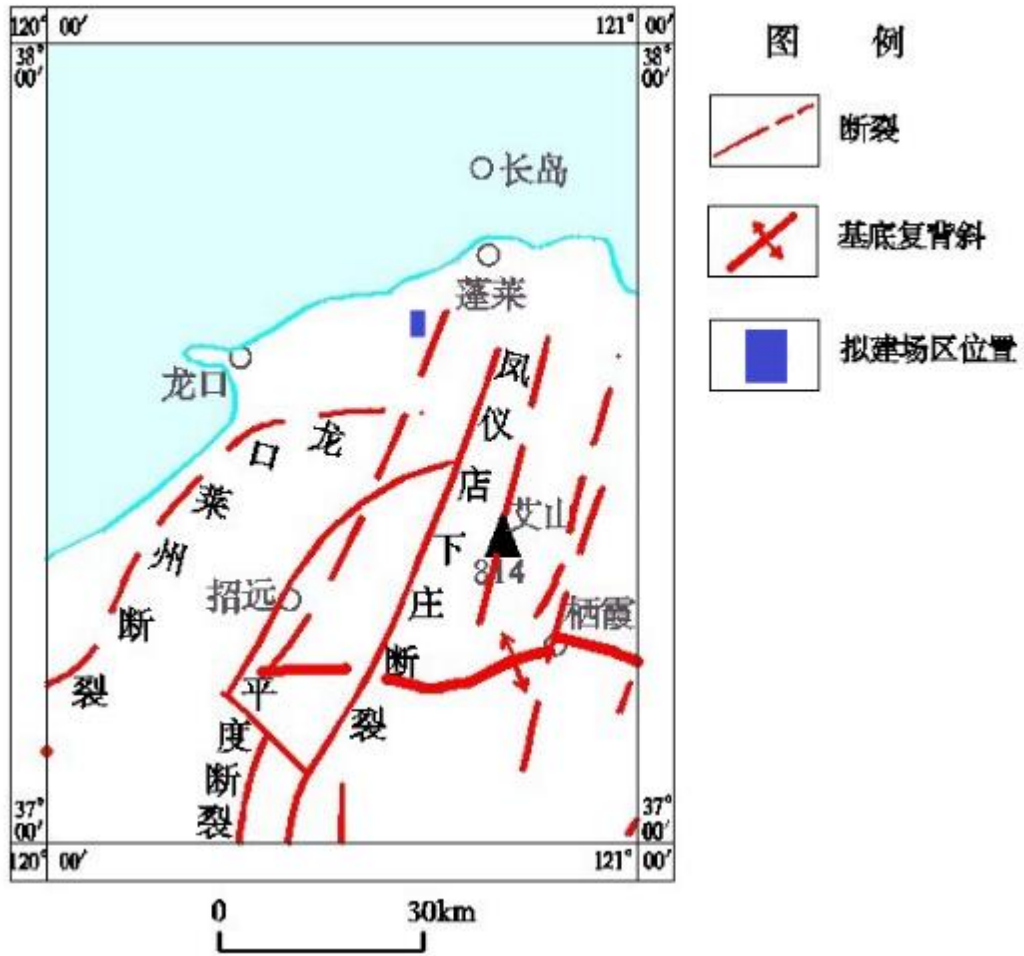 120° 00′
121° 00′
38° 00′
38° 00′
图 例
断裂
基底复背斜
拟建场区位置
长岛
蓬莱
龙口
凤仪店下庄断裂
龙口莱州断裂
艾山
814
招远
栖霞
平度断裂
37° 00′
37° 00′
120° 00′
121° 00′
0 30km